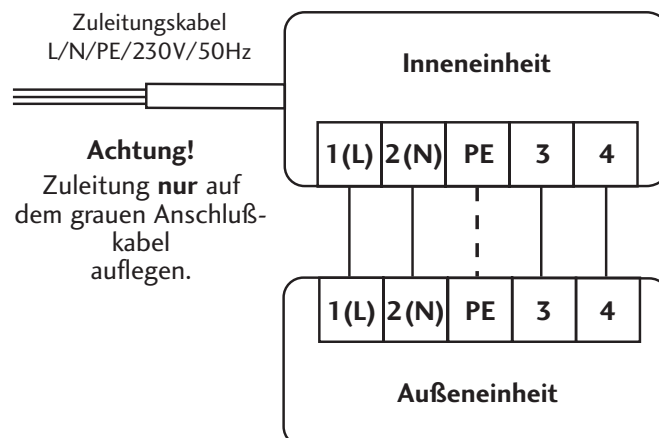 Zuleitungskabel
L/N/PE/230V/50Hz
Inneneinheit
Achtung!
Zuleitung nur auf
dem grauen Anschluß-
kabel
auflegen.
1(L) 2(N) PE 3 4
1(L) 2(N) PE 3 4
Außeneinheit